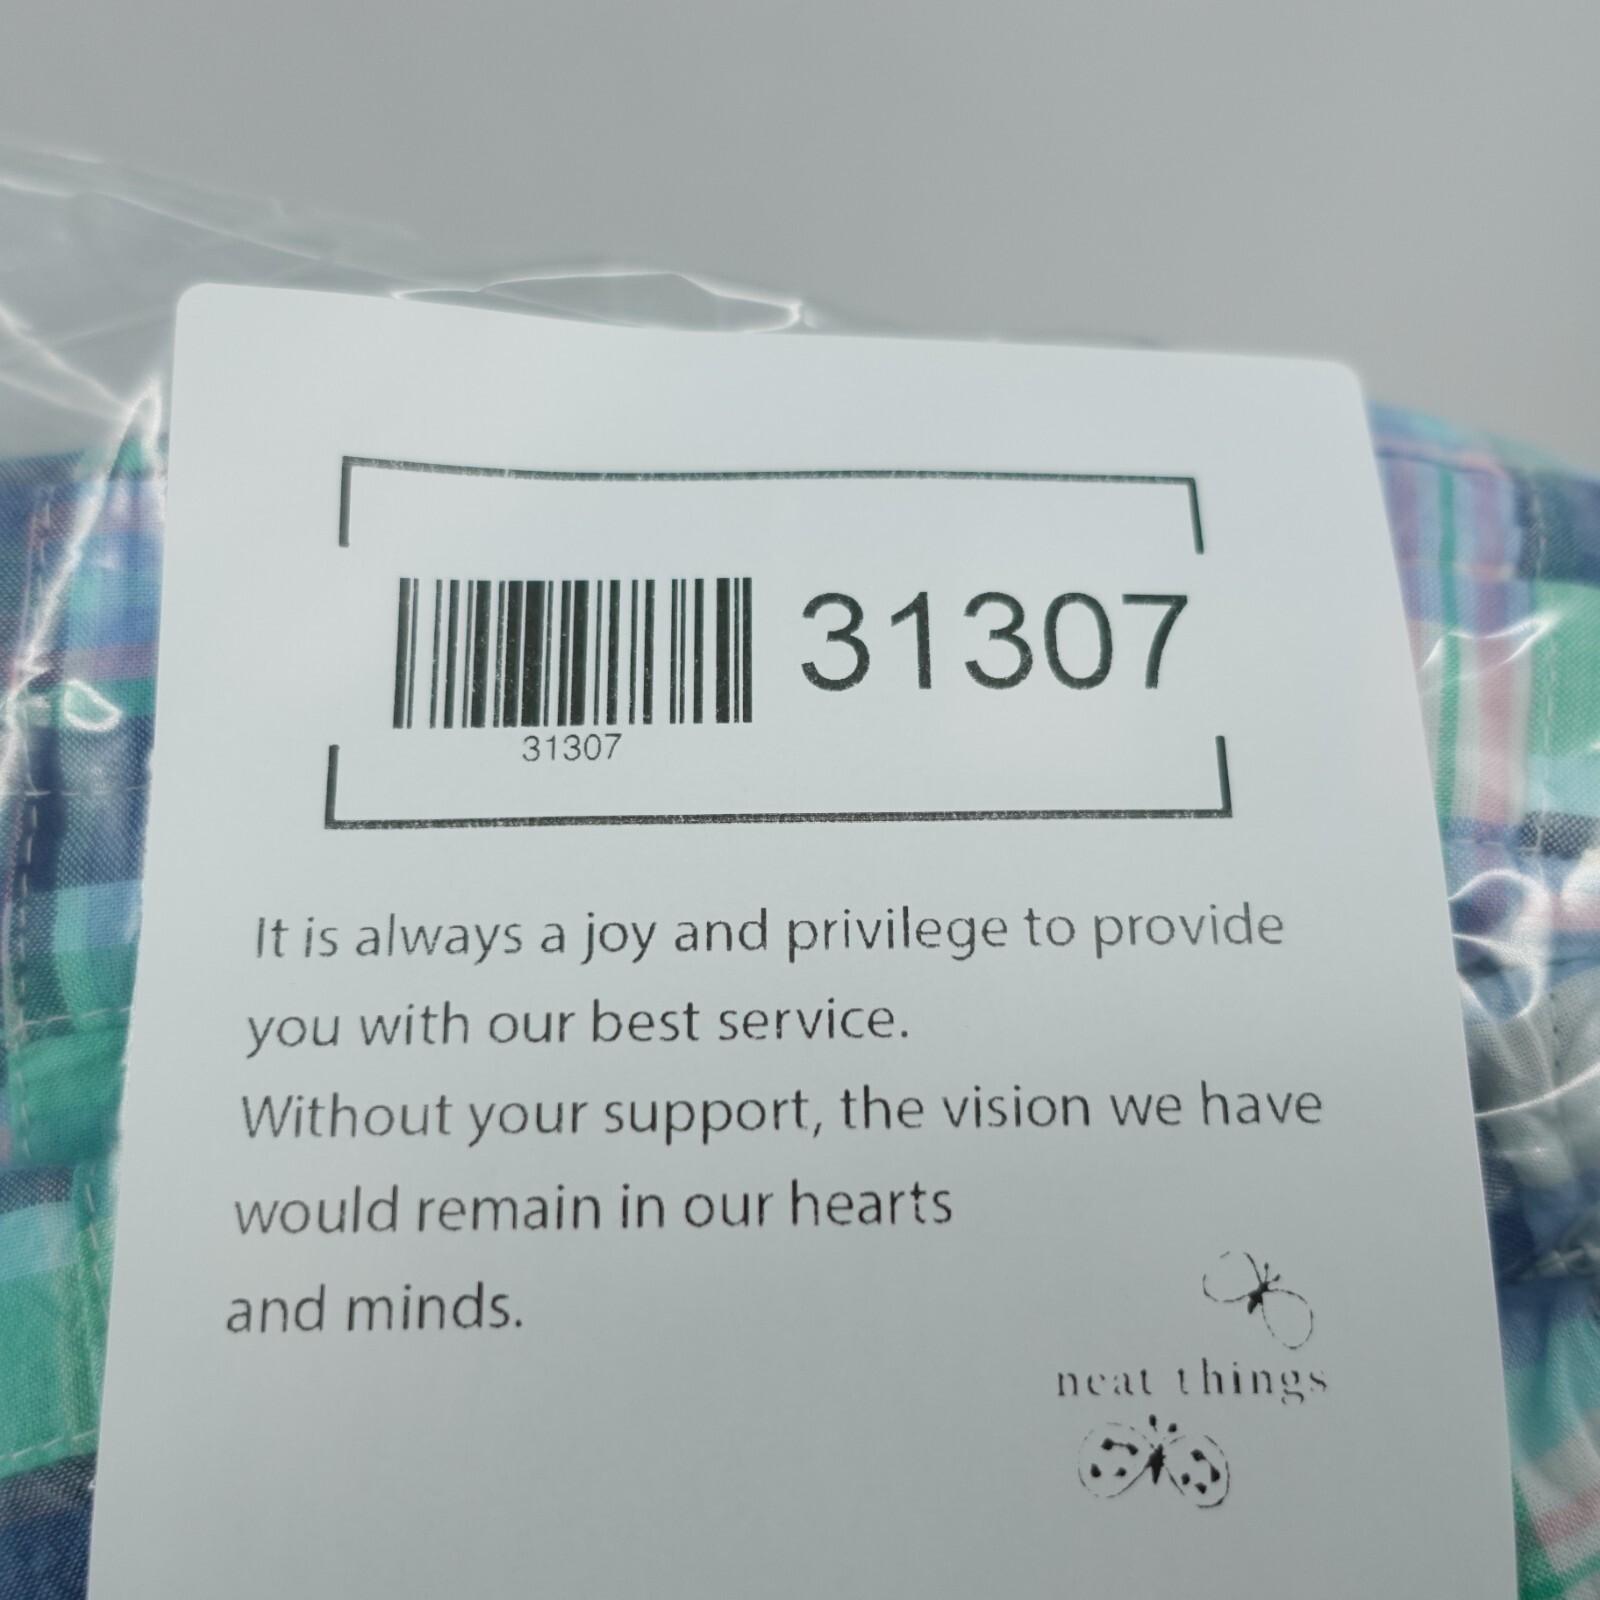 31307
31307
It is always a joy and privilege to provide
you with our best service.
Without your support, the vision we have
would remain in our hearts
and minds.
neat things